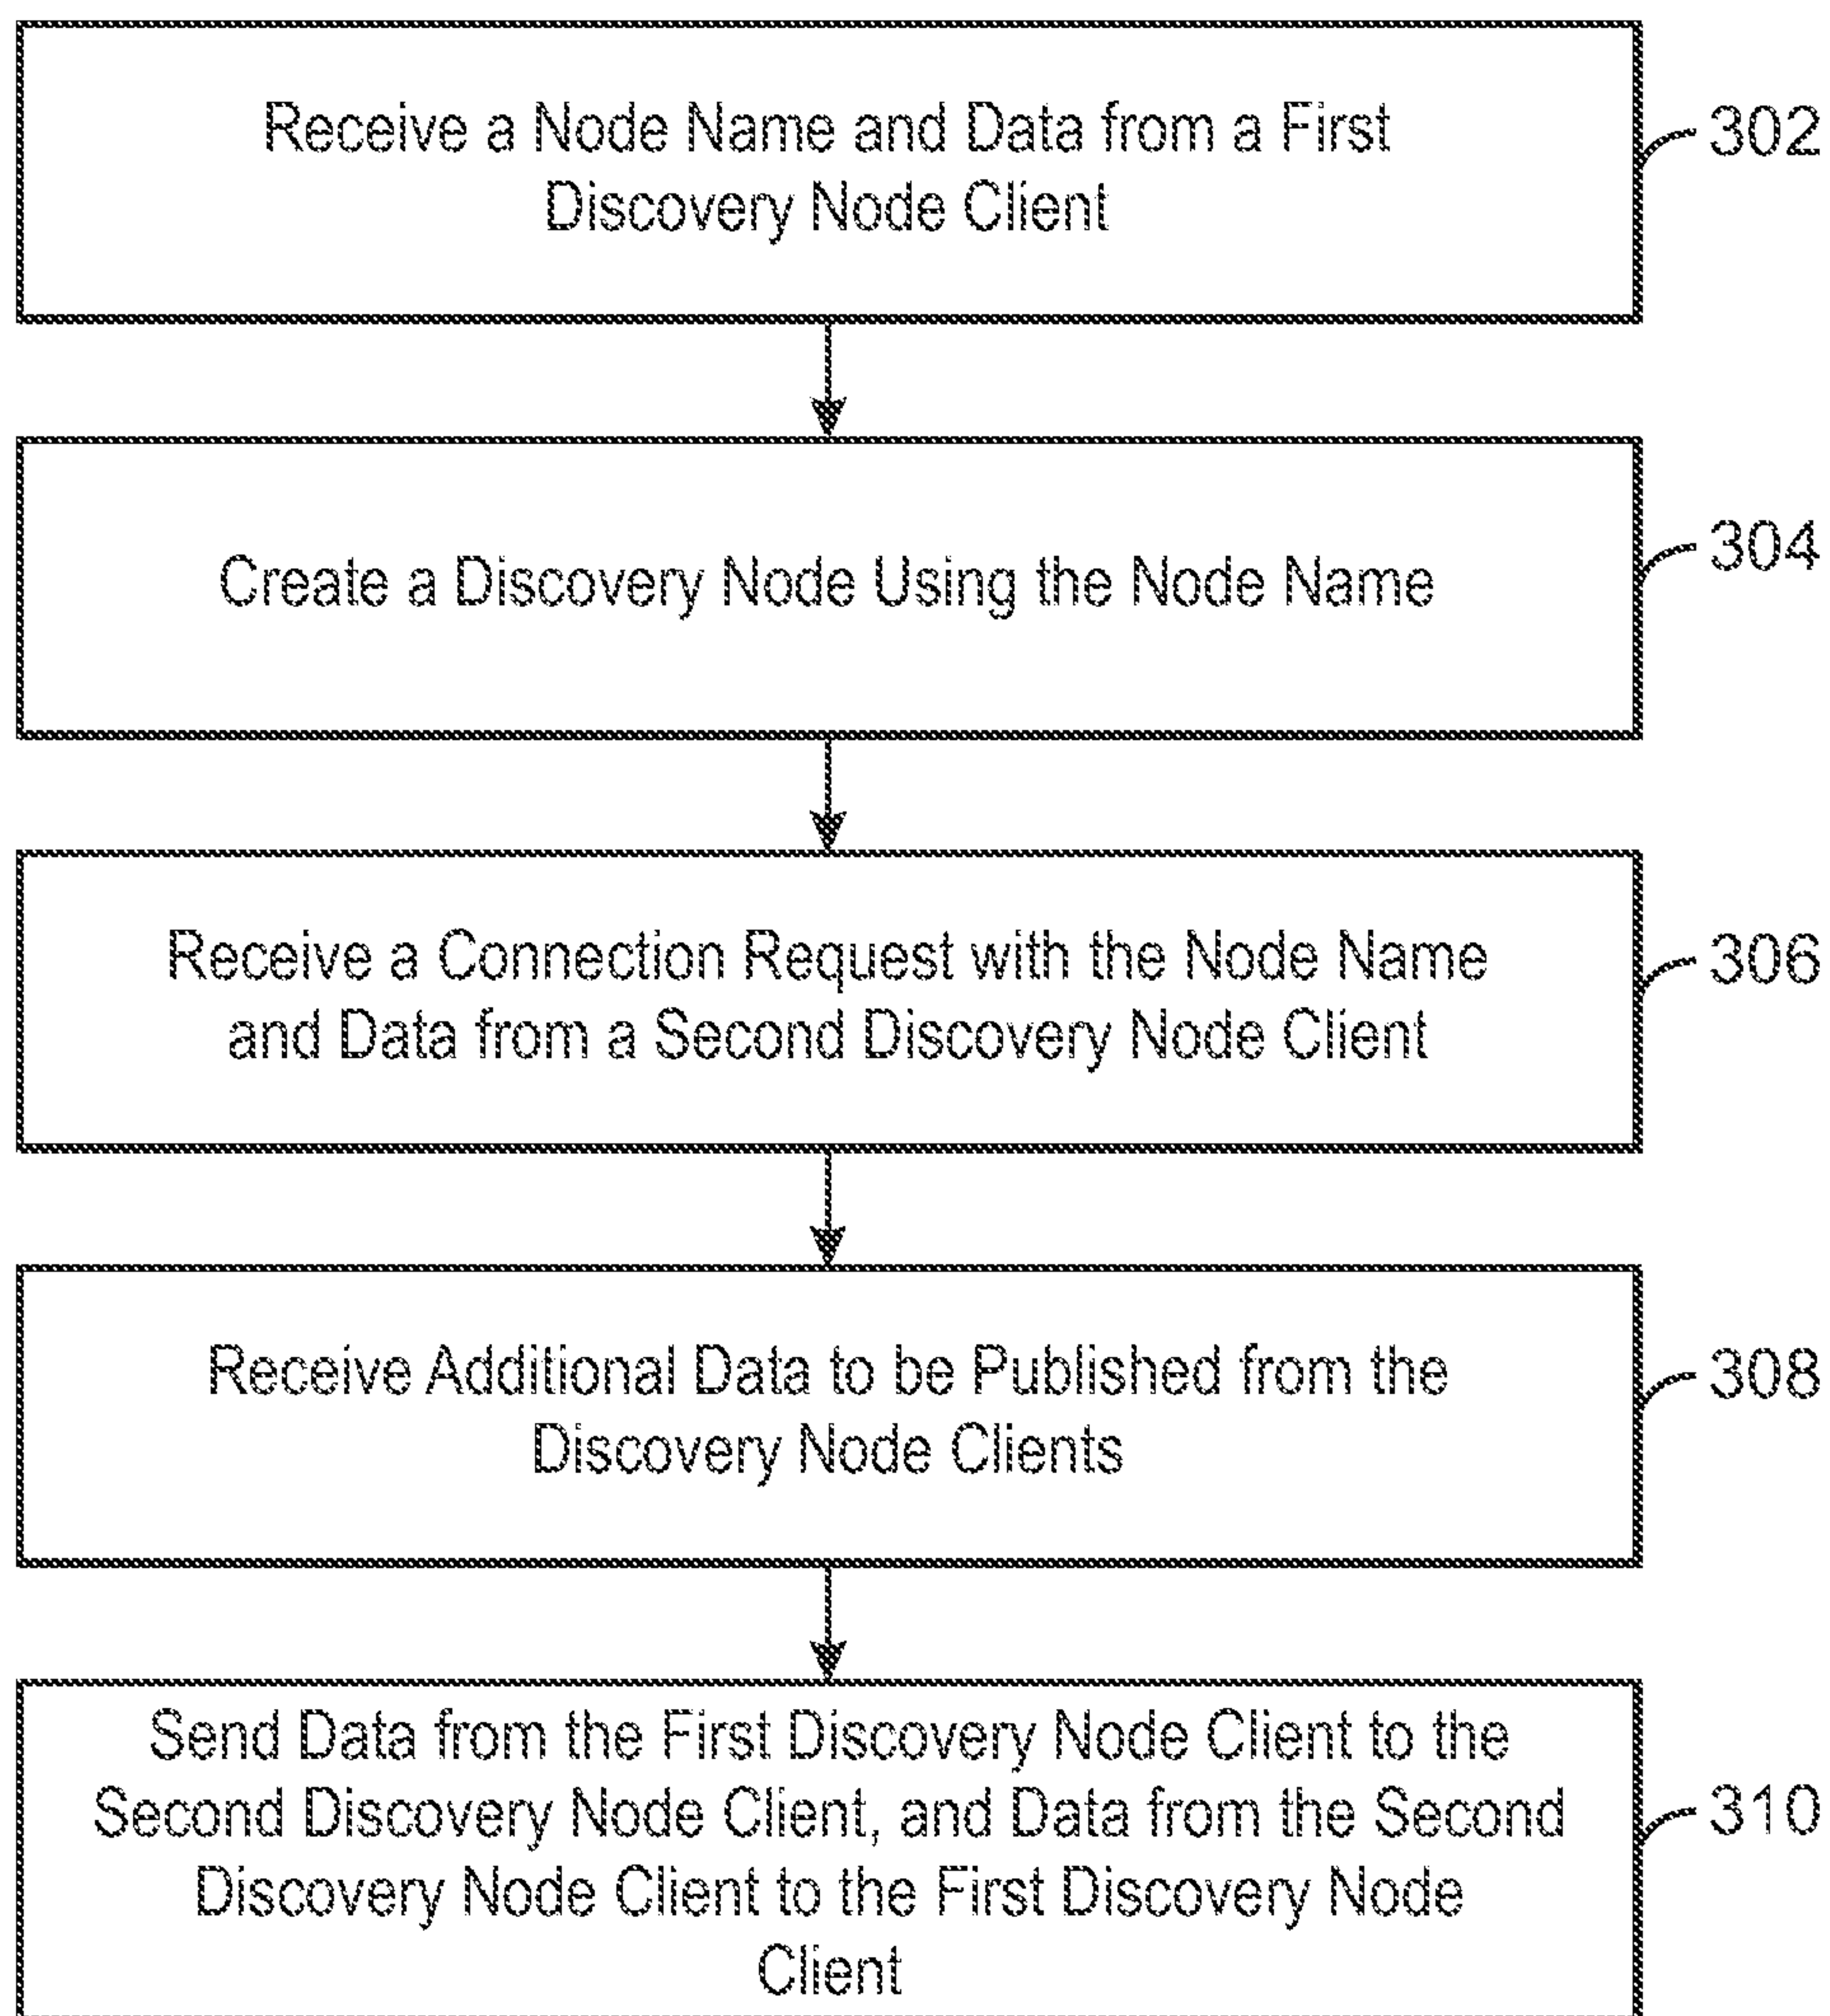 Receive a Node Name and Data from a First
Discovery Node Client
302
Create a Discovery Node Using the Node Name
304
Receive a Connection Request with the Node Name
and Data from a Second Discovery Node Client
306
Receive Additional Data to be Published from the
Discovery Node Clients
308
Send Data from the First Discovery Node Client to the
Second Discovery Node Client, and Data from the Second
Discovery Node Client to the First Discovery Node
Client
310